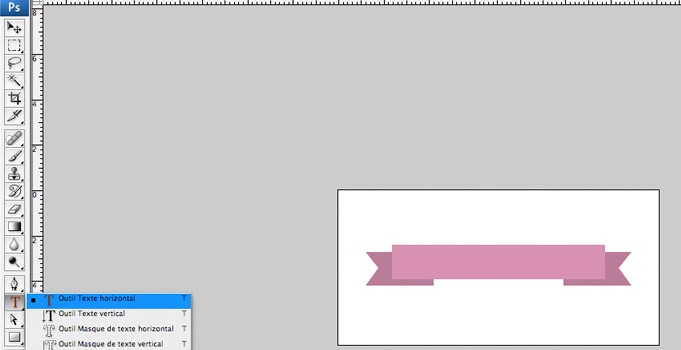 Ps
8
6
4
2
0
2
4
T Outil Texte horizontal T
T Outil Texte vertical T
Outil Masque de texte horizontal T
Outil Masque de texte vertical T